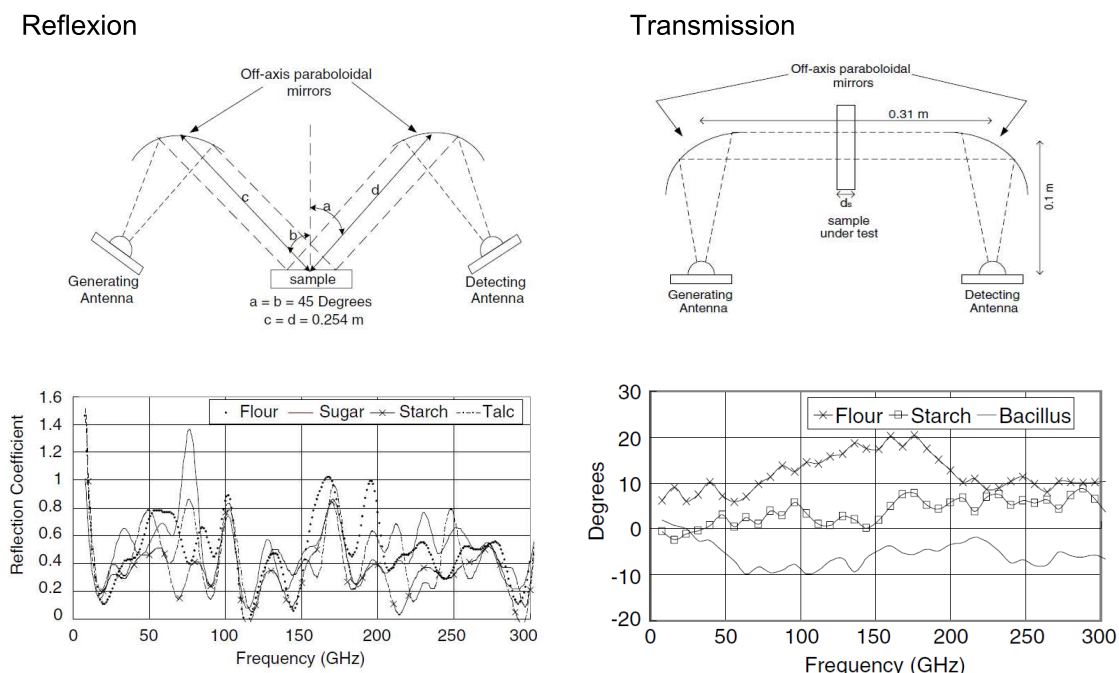 Reflexion
Off-axis paraboloidal
mirrors
c
d
a
b
Generating
Antenna
sample
Detecting
Antenna
a = b = 45 Degrees
c = d = 0.254 m
Transmission
Off-axis paraboloidal
mirrors
0.31 m
0.1 m
ds
sample
under test
Generating
Antenna
Detecting
Antenna
Reflection Coefficient
1.6
1.4
1.2
1
0.8
0.6
0.4
0.2
0
Flour Sugar Starch Talc
0 50 100 150 200 250 300
Frequency (GHz)
Degrees
30
20
10
0
-10
-20
Flour Starch Bacillus
0 50 100 150 200 250 300
Frequency (GHz)